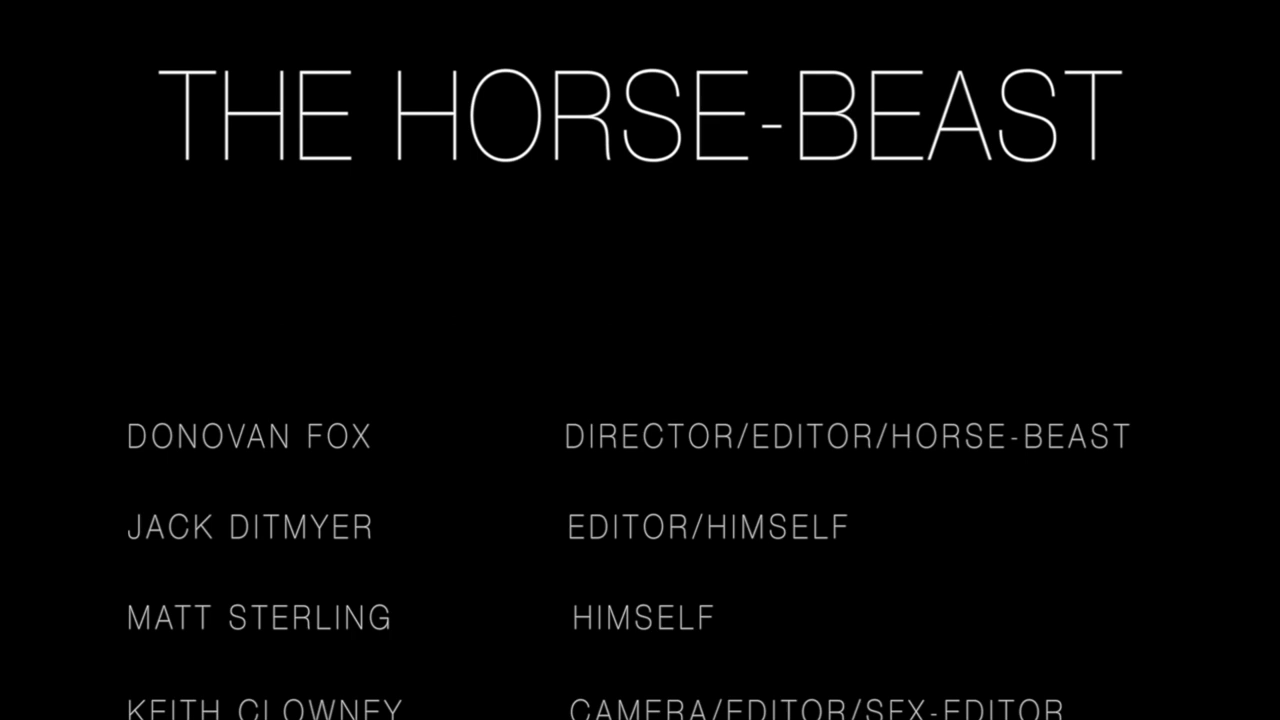 THE HORSE-BEAST
DONOVAN FOX DIRECTOR/EDITOR/HORSE-BEAST
JACK DITMYER EDITOR/HIMSELF
MATT STERLING HIMSELF
KEITH CLOWNEY CAMERA/EDITOR/SFX-EDITOR